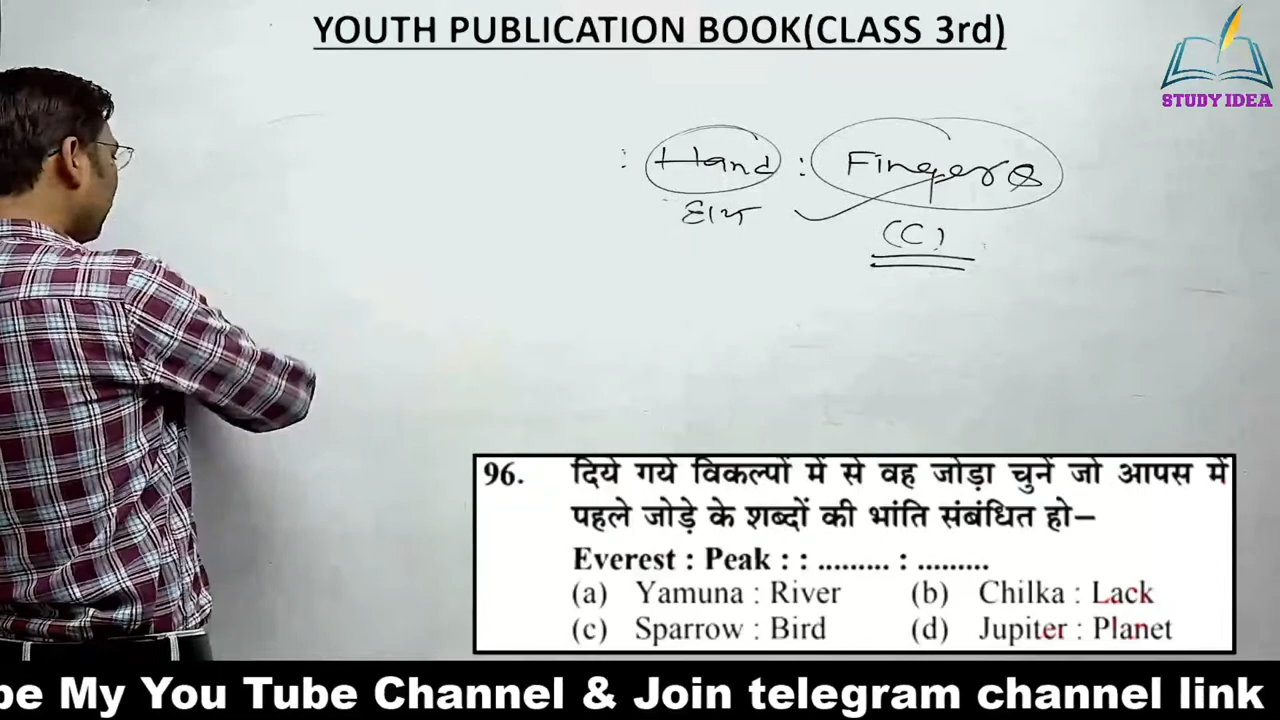 YOUTH PUBLICATION BOOK(CLASS 3rd)
STUDY IDEA
: Hand : Fingers
हाथ
(C)
96. दिये गये विकल्पों में से वह जोड़ा चुनें जो आपस में
पहले जोड़े के शब्दों की भांति संबंधित हो–
Everest : Peak : : ......... : .........
(a) Yamuna : River (b) Chilka : Lack
(c) Sparrow : Bird (d) Jupiter : Planet
be My You Tube Channel & Join telegram channel link